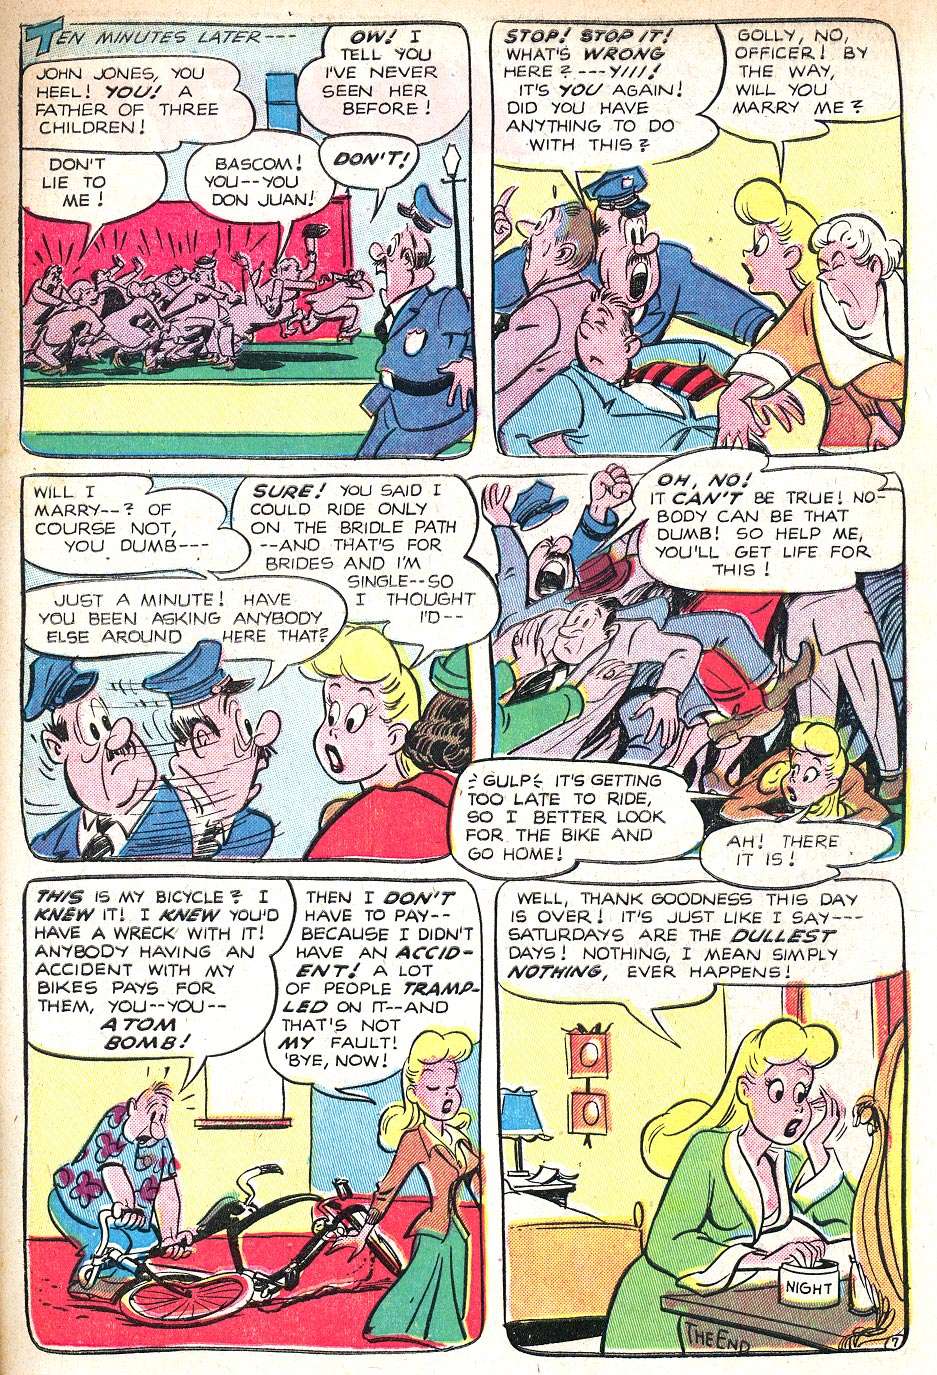 TEN MINUTES LATER----
JOHN JONES, YOU
HEEL! YOU! A
FATHER OF THREE
CHILDREN!
OW! I
TELL YOU
I'VE NEVER
SEEN HER
BEFORE!
DON'T
LIE TO
ME!
BASCOM!
YOU--YOU
DON JUAN!
DON'T!
STOP! STOP IT!
WHAT'S WRONG
HERE?---YIII!
IT'S YOU AGAIN!
DID YOU HAVE
ANYTHING TO DO
WITH THIS?
GOLLY, NO,
OFFICER! BY
THE WAY,
WILL YOU
MARRY ME?
WILL I
MARRY--? OF
COURSE NOT,
YOU DUMB---
SURE! YOU SAID I
COULD RIDE ONLY
ON THE BRIDLE PATH
--AND THAT'S FOR
BRIDES AND I'M
SINGLE--SO
I THOUGHT
I'D--
JUST A MINUTE! HAVE
YOU BEEN ASKING ANYBODY
ELSE AROUND HERE THAT?
OH, NO!
IT CAN'T BE TRUE! NO-
BODY CAN BE THAT
DUMB! SO HELP ME,
YOU'LL GET LIFE FOR
THIS!
GULP IT'S GETTING
TOO LATE TO RIDE,
SO I BETTER LOOK
FOR THE BIKE AND
GO HOME!
AH! THERE
IT IS!
THIS IS MY BICYCLE? I
KNEW IT! I KNEW YOU'D
HAVE A WRECK WITH IT!
ANYBODY HAVING AN
ACCIDENT WITH MY
BIKES PAYS FOR
THEM, YOU--YOU--
ATOM
BOMB!
THEN I DON'T
HAVE TO PAY--
BECAUSE I DIDN'T
HAVE AN ACCID-
ENT! A LOT
OF PEOPLE TRAMP-
LED ON IT--AND
THAT'S NOT
MY FAULT!
'BYE, NOW!
WELL, THANK GOODNESS THIS DAY
IS OVER! IT'S JUST LIKE I SAY---
SATURDAYS ARE THE DULLEST
DAYS! NOTHING, I MEAN SIMPLY
NOTHING, EVER HAPPENS!
NIGHT
THE END
7